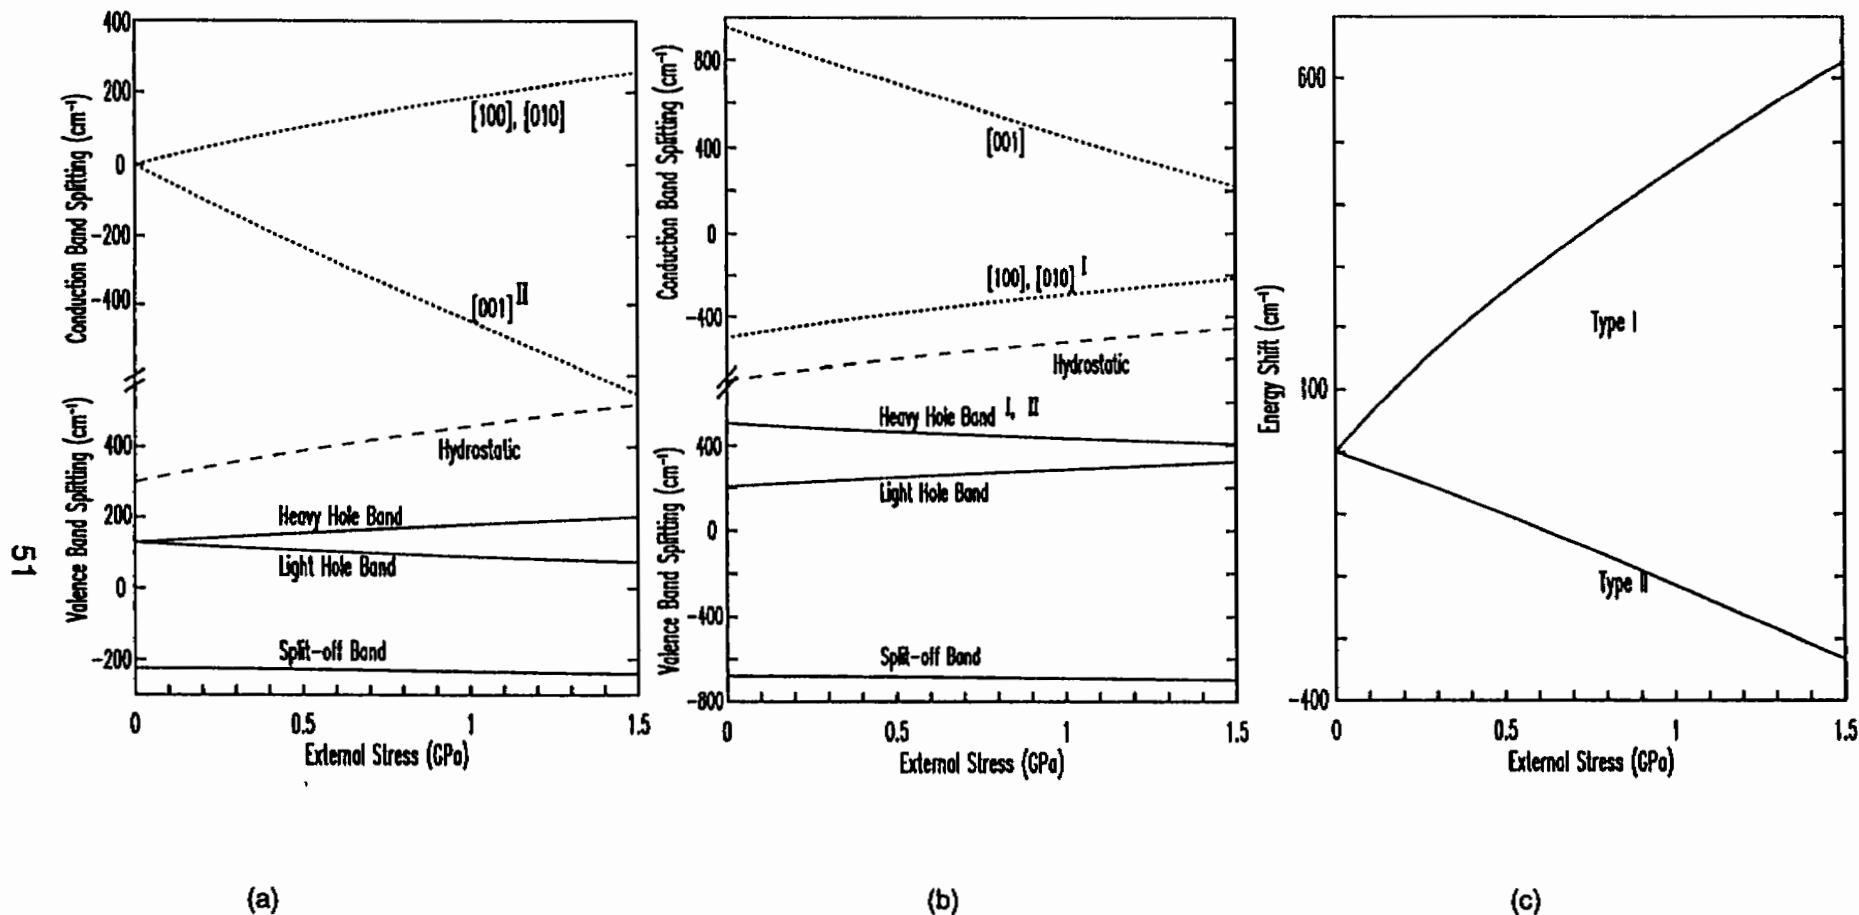 400
200
0
-200
-400
Conduction Band Splitting (cm⁻¹)
[100], [010]
[001] II
Hydrostatic
400
200
0
-200
Valence Band Splitting (cm⁻¹)
Heavy Hole Band
Light Hole Band
Split-off Band
0 0.5 1 1.5
External Stress (GPa)
(a)
800
400
0
-400
Conduction Band Splitting (cm⁻¹)
[001]
[100], [010] I
Hydrostatic
400
200
0
-400
-800
Valence Band Splitting (cm⁻¹)
Heavy Hole Band I, II
Light Hole Band
Split-off Band
0 0.5 1 1.5
External Stress (GPa)
(b)
600
-400
Energy Shift (cm⁻¹)
Type I
Type II
0 0.5 1 1.5
External Stress (GPa)
(c)
51